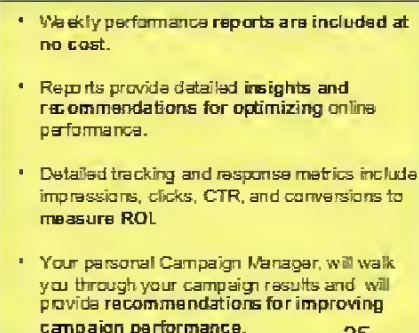 • Weekly performance reports are included at
no cost.
• Reports provide detailed insights and
recommendations for optimizing online
performance.
• Detailed tracking and response metrics include
impressions, clicks, CTR, and conversions to
measure ROI.
• Your personal Campaign Manager, will walk
you through your campaign results and will
provide recommendations for improving
campaign performance.
25